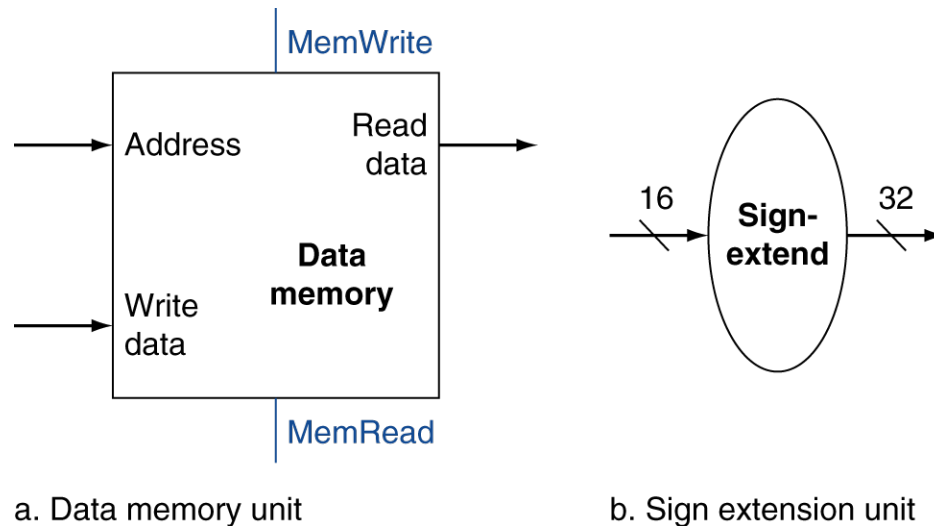 MemWrite
Address
Read
data
Data
memory
Write
data
MemRead
a. Data memory unit
16
Sign-
extend
32
b. Sign extension unit